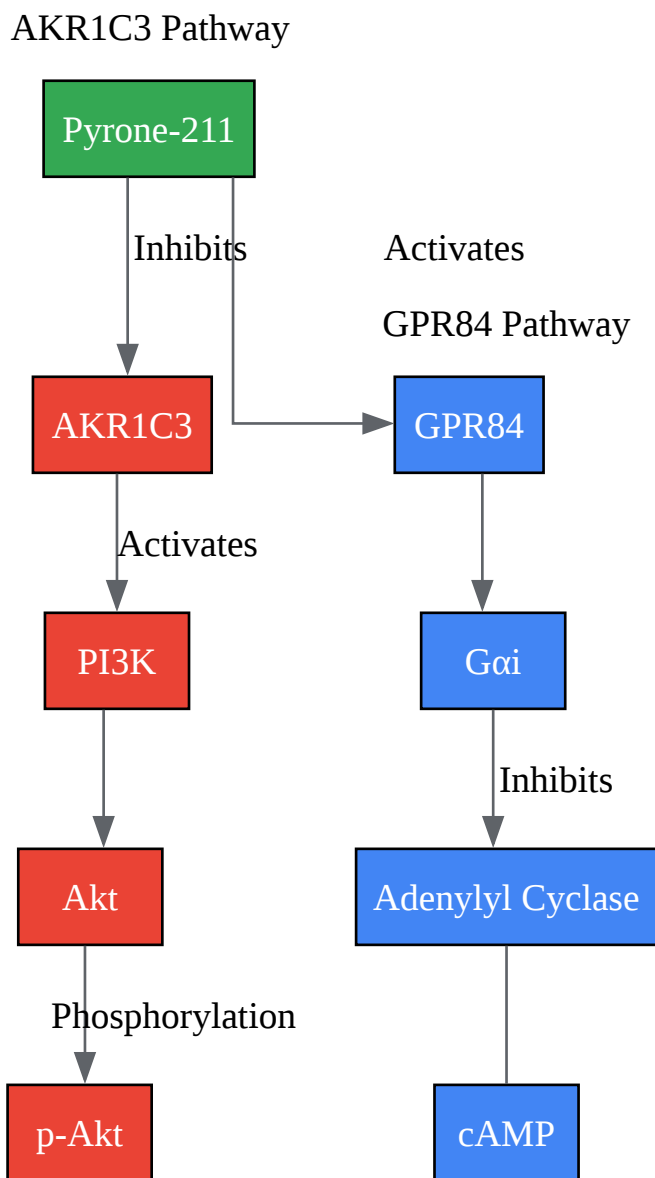 AKR1C3 Pathway
Pyrone-211
Inhibits
Activates
GPR84 Pathway
AKR1C3
GPR84
Activates
PI3K
Gαi
Inhibits
Akt
Adenylyl Cyclase
Phosphorylation
p-Akt
cAMP